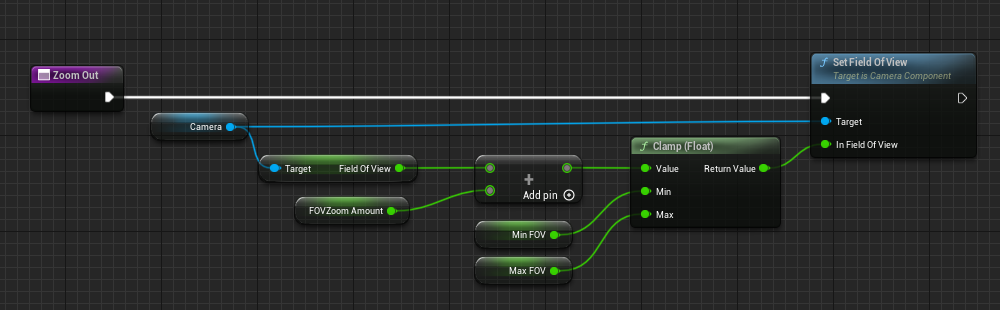 Zoom Out
Set Field Of View
Target is Camera Component
Camera
Target
Clamp (Float)
In Field Of View
Target Field Of View
Value Return Value
+
Add pin
Min
FOVZoom Amount
Max
Min FOV
Max FOV